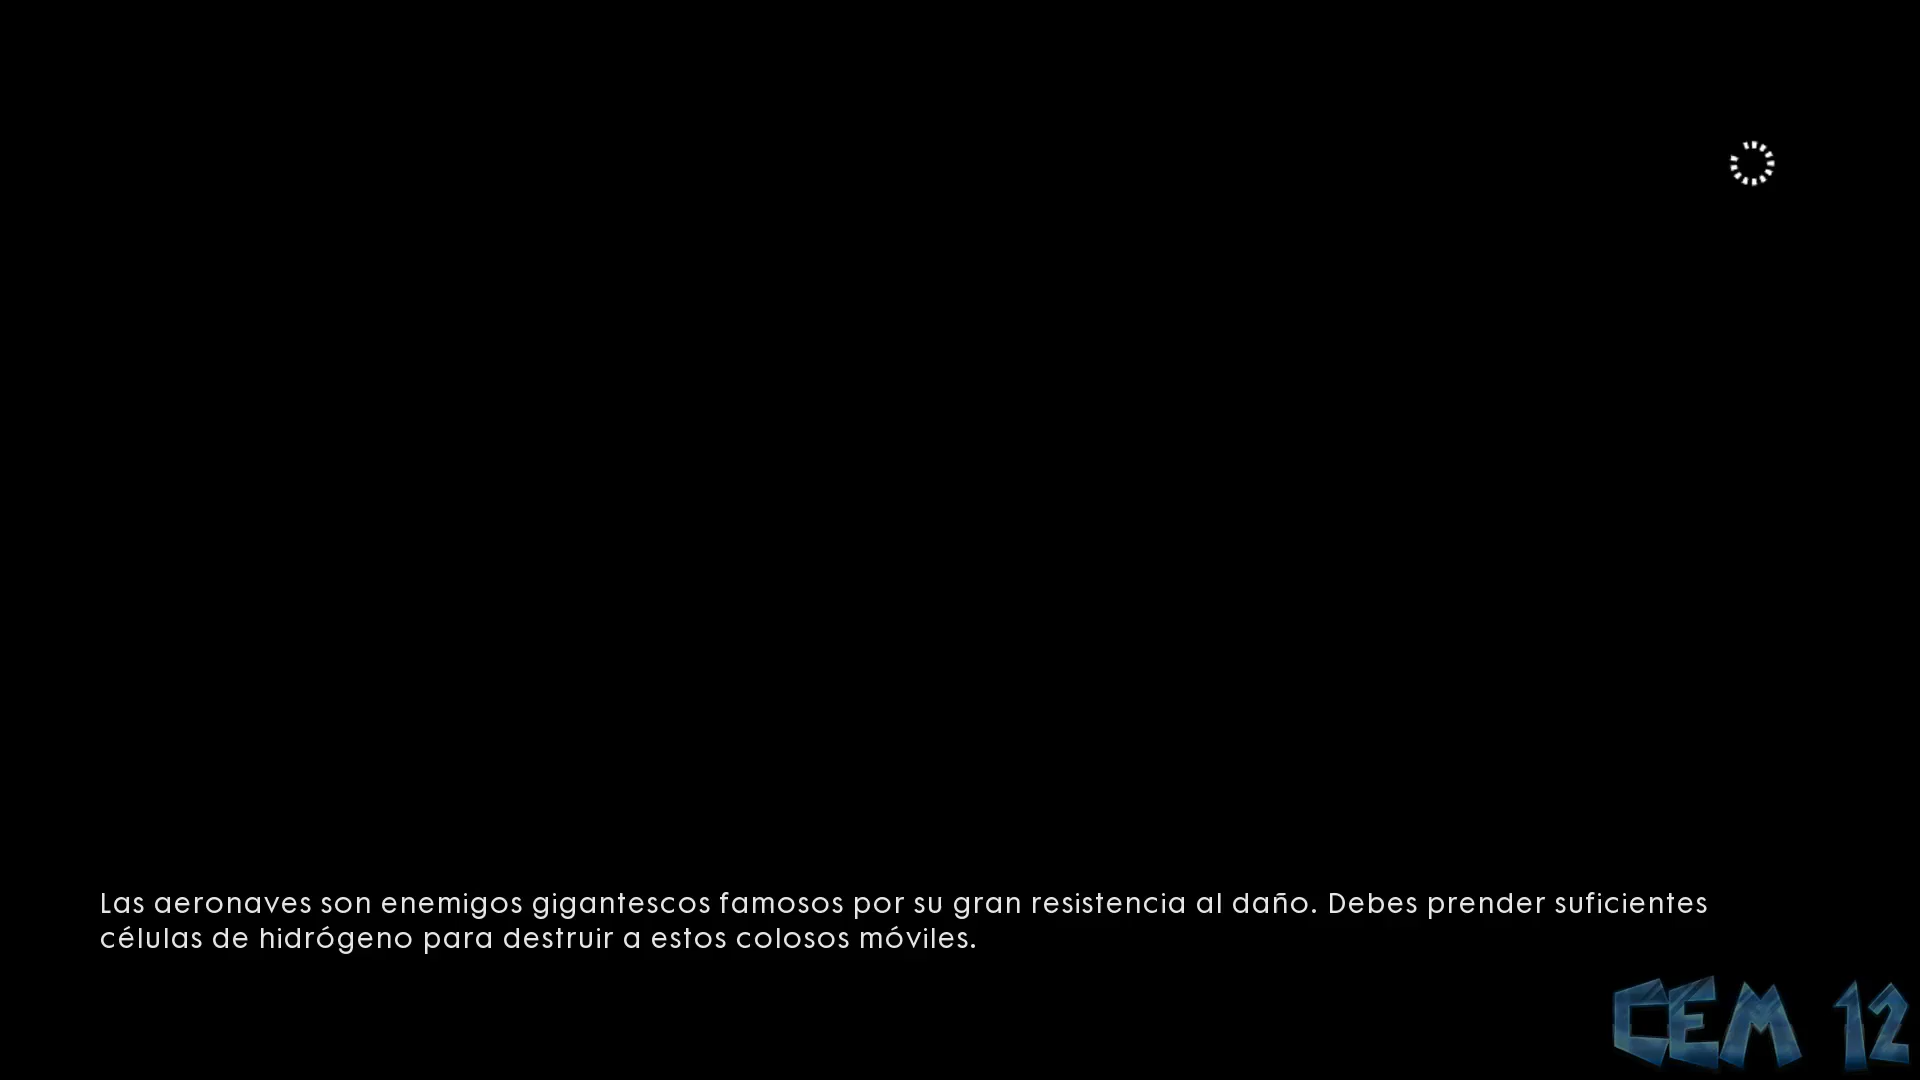 Las aeronaves son enemigos gigantescos famosos por su gran resistencia al daño. Debes prender suficientes
células de hidrógeno para destruir a estos colosos móviles.
CEM 12